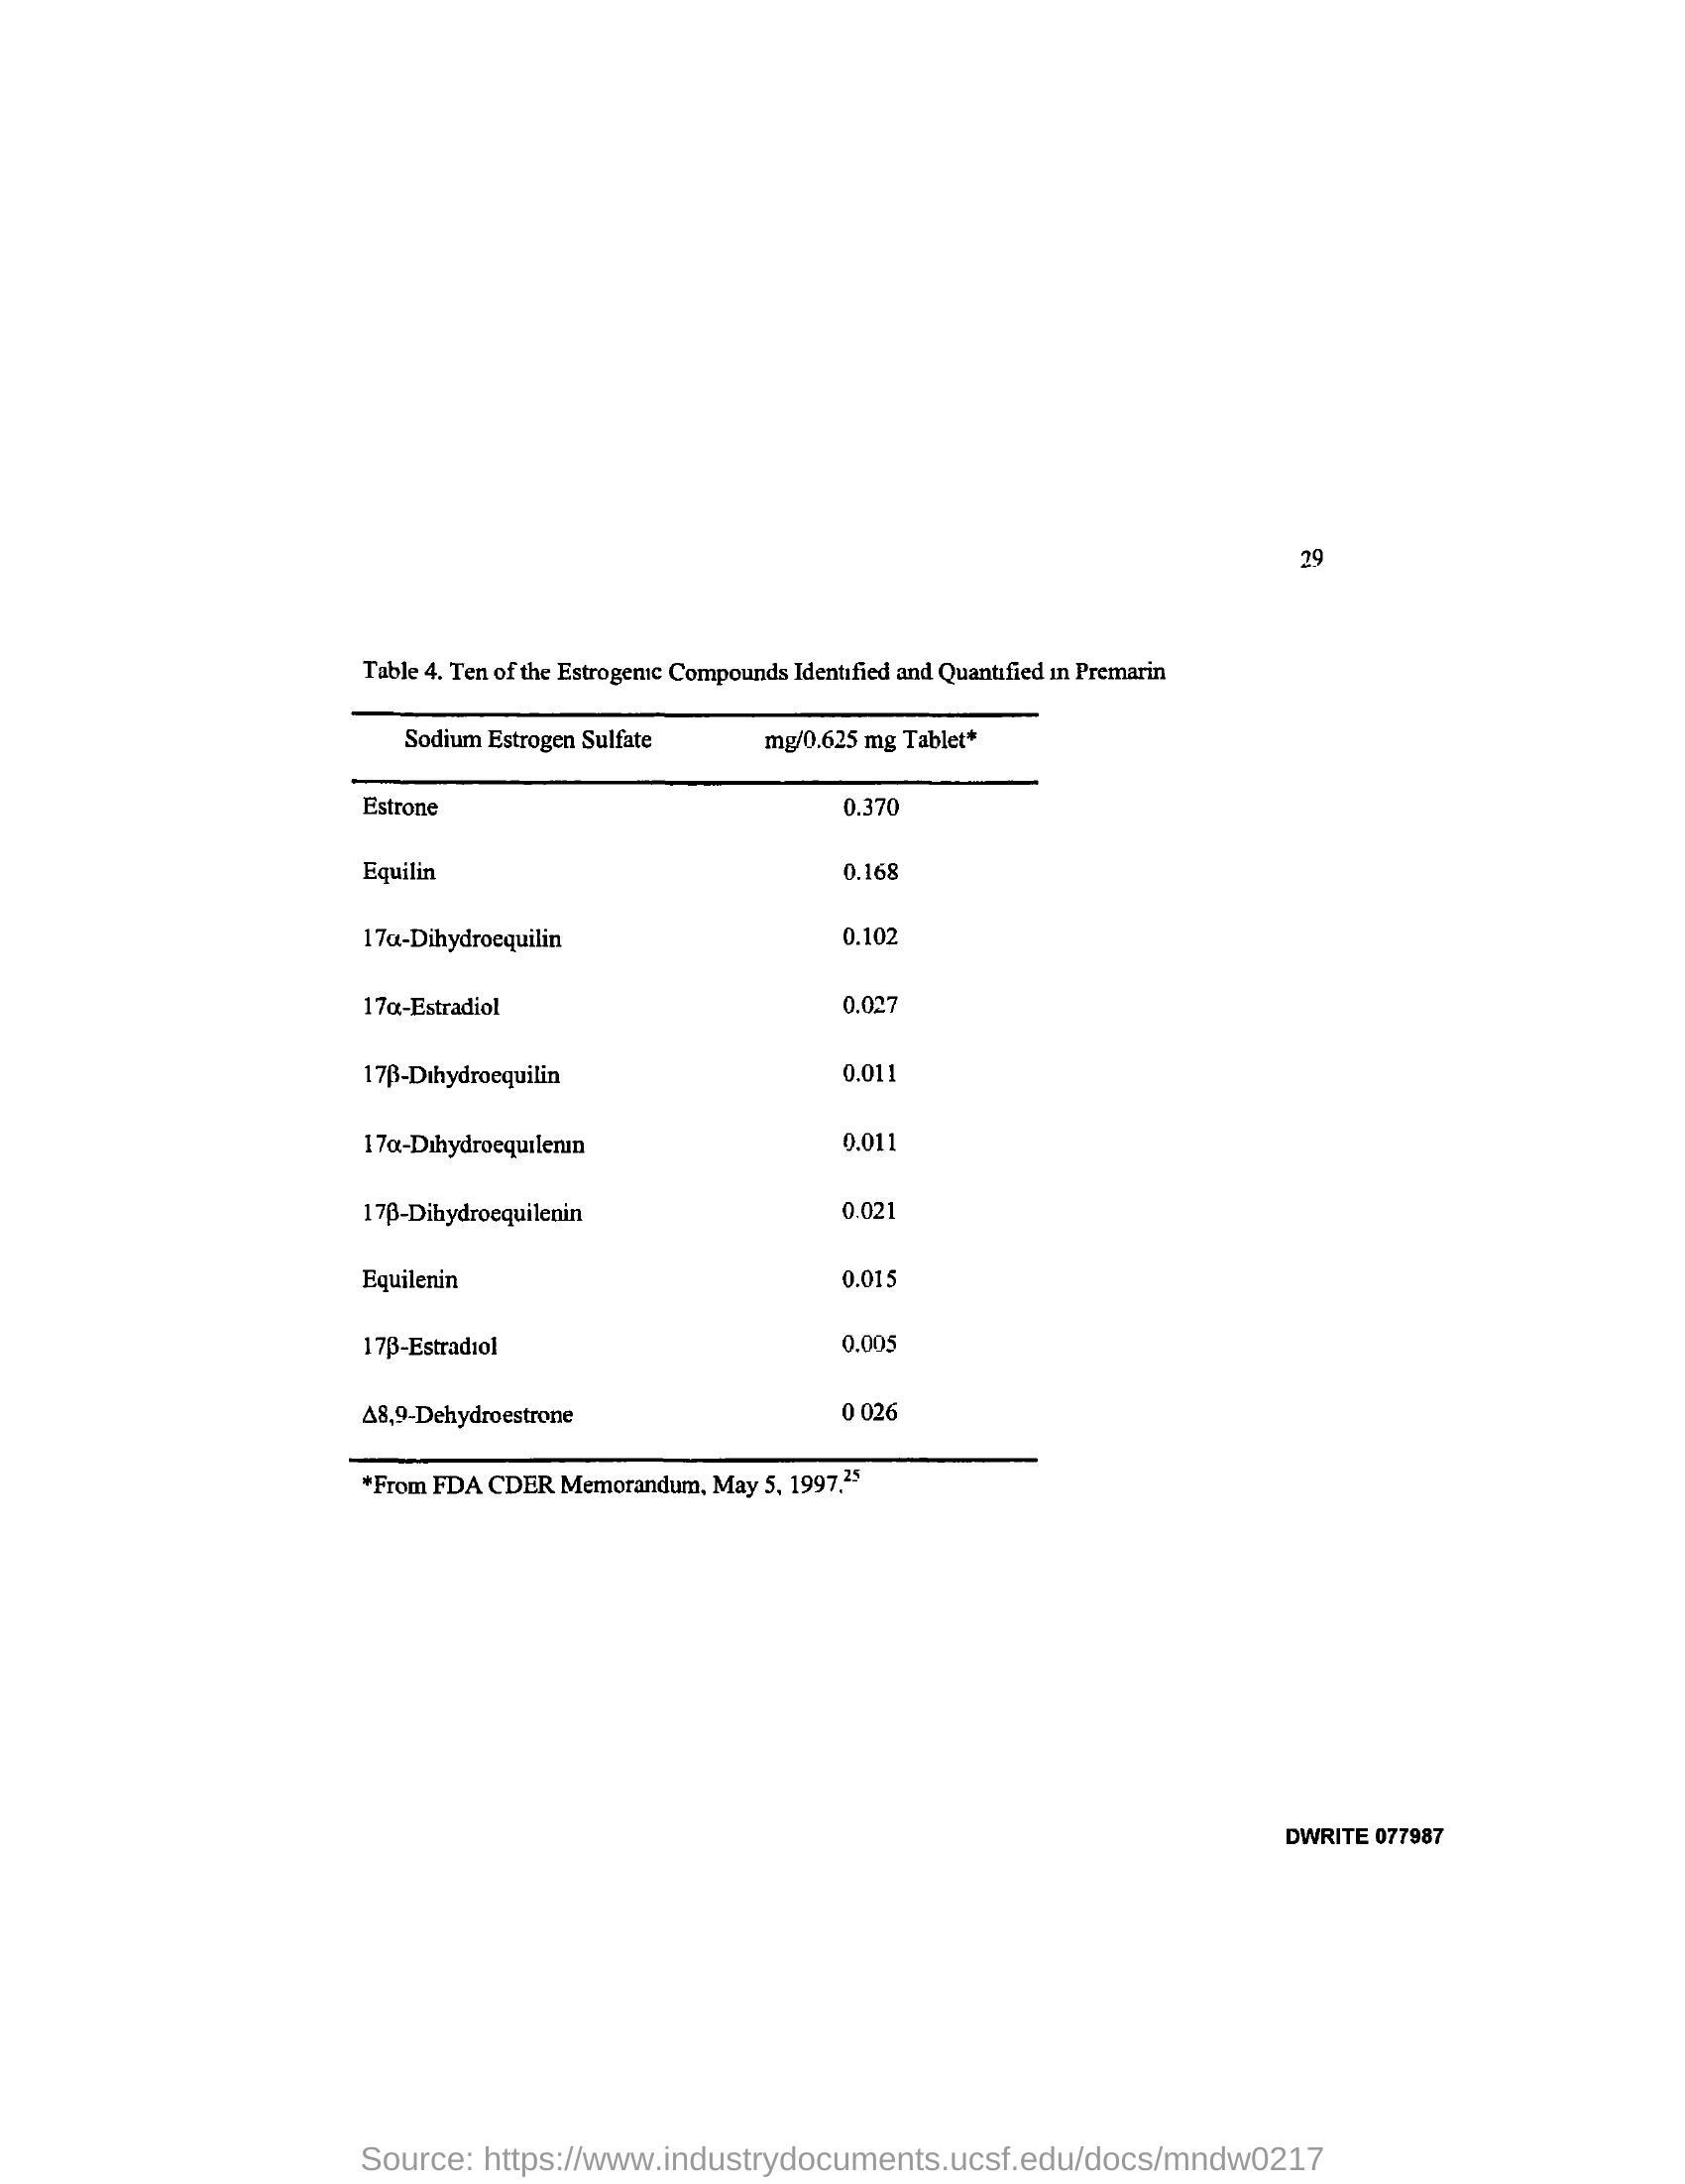 29
Table 4. Ten of the Estrogenic Compounds Identified and Quantified in Premarin
Sodium Estrogen Sulfate mg/0.625 mg Tablet*
Estrone 0.370
Equilin 0.168
17α-Dihydroequilin 0.102
17α-Estradiol 0.027
17β-Dihydroequilin 0.011
17α-Dihydroequilenin 0.011
17β-Dihydroequilenin 0.021
Equilenin 0.015
17β-Estradiol 0.005
Δ8,9-Dehydroestrone 0 026
*From FDA CDER Memorandum, May 5, 1997.25
DWRITE 077987
Source: https://www.industrydocuments.ucsf.edu/docs/mndw0217